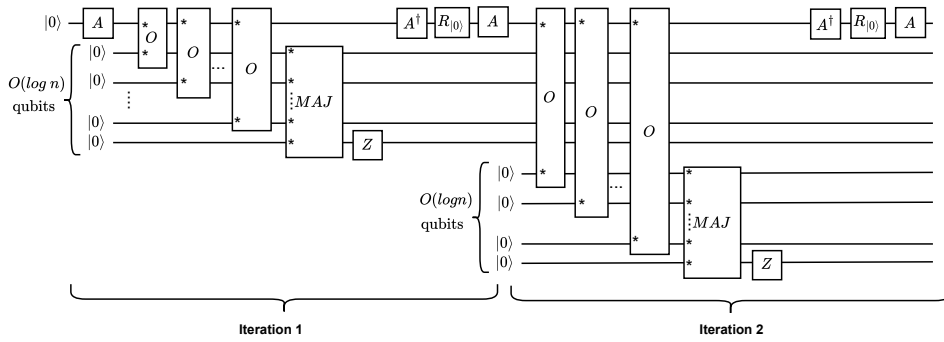 |0⟩ A * * * A† R|0⟩ A * * * A† R|0⟩ A
O O
|0⟩ * *
... O
O(log n) |0⟩ * *
qubits ⋮ ⋮ MAJ O O O
|0⟩ * *
|0⟩ * Z
|0⟩ * *
O(logn) |0⟩ * ... *
qubits ⋮ MAJ
|0⟩ * *
|0⟩ * Z
Iteration 1 Iteration 2